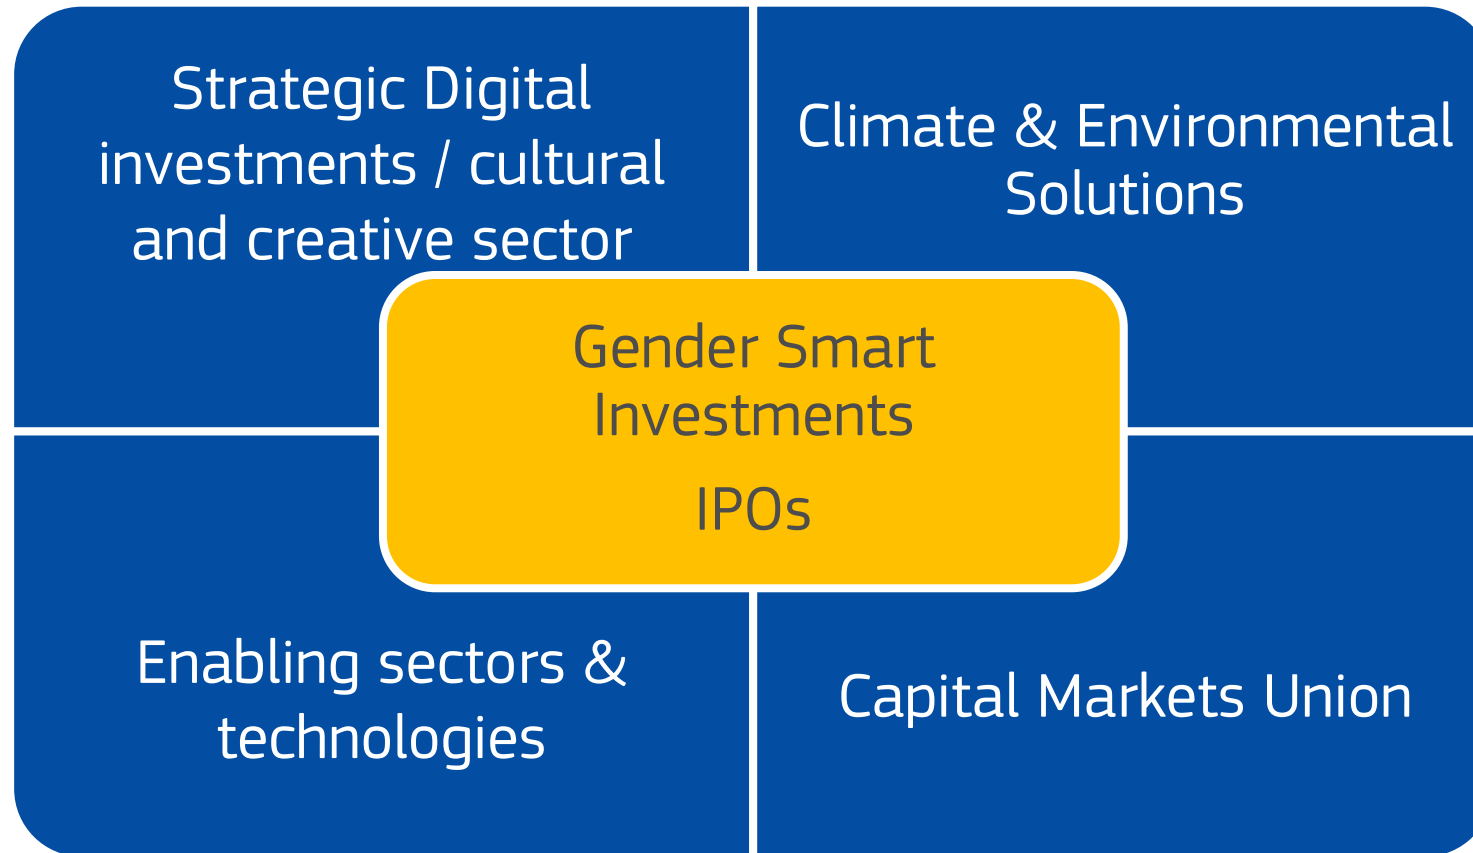 Strategic Digital
investments / cultural
and creative sector
Climate & Environmental
Solutions
Gender Smart
Investments
IPOs
Enabling sectors &
technologies
Capital Markets Union